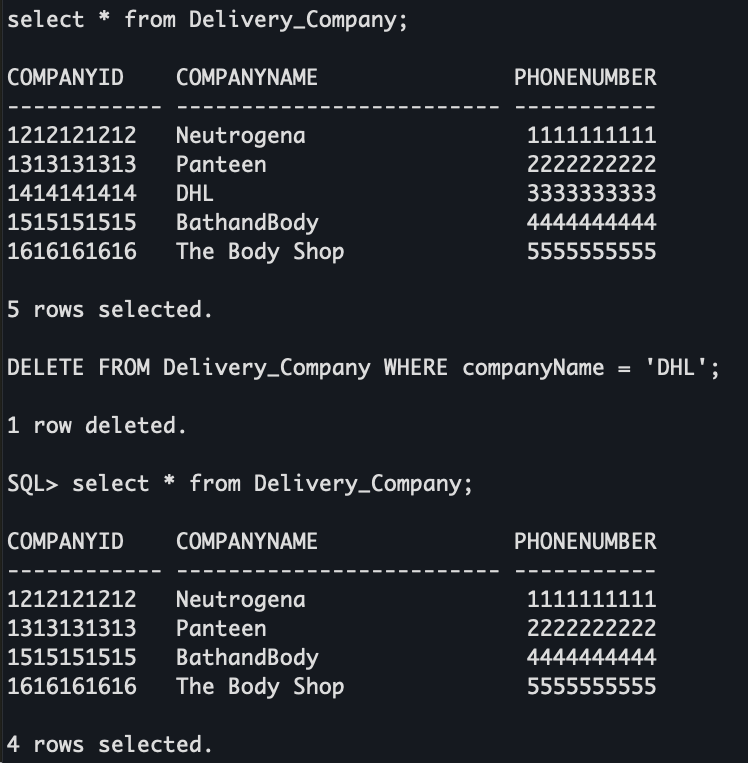 select * from Delivery_Company;
COMPANYID COMPANYNAME PHONENUMBER
------------ ------------------------- -----------
1212121212 Neutrogena 1111111111
1313131313 Panteen 2222222222
1414141414 DHL 3333333333
1515151515 BathandBody 4444444444
1616161616 The Body Shop 5555555555
5 rows selected.
DELETE FROM Delivery_Company WHERE companyName = 'DHL';
1 row deleted.
SQL> select * from Delivery_Company;
COMPANYID COMPANYNAME PHONENUMBER
------------ ------------------------- -----------
1212121212 Neutrogena 1111111111
1313131313 Panteen 2222222222
1515151515 BathandBody 4444444444
1616161616 The Body Shop 5555555555
4 rows selected.